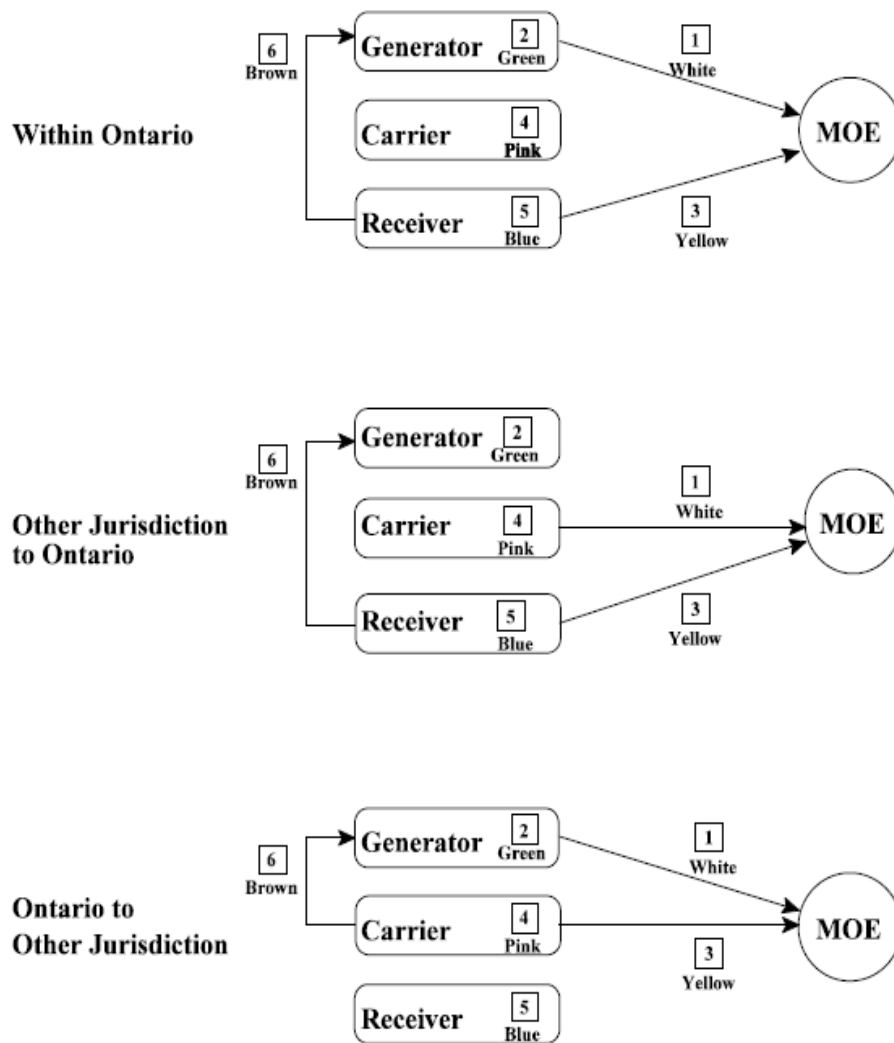 6
Brown
Generator
2
Green
1
White
Within Ontario
Carrier
4
Pink
MOE
Receiver
5
Blue
3
Yellow
6
Brown
Generator
2
Green
1
White
Other Jurisdiction
to Ontario
Carrier
4
Pink
MOE
Receiver
5
Blue
3
Yellow
6
Brown
Generator
2
Green
1
White
Ontario to
Other Jurisdiction
Carrier
4
Pink
MOE
3
Yellow
Receiver
5
Blue